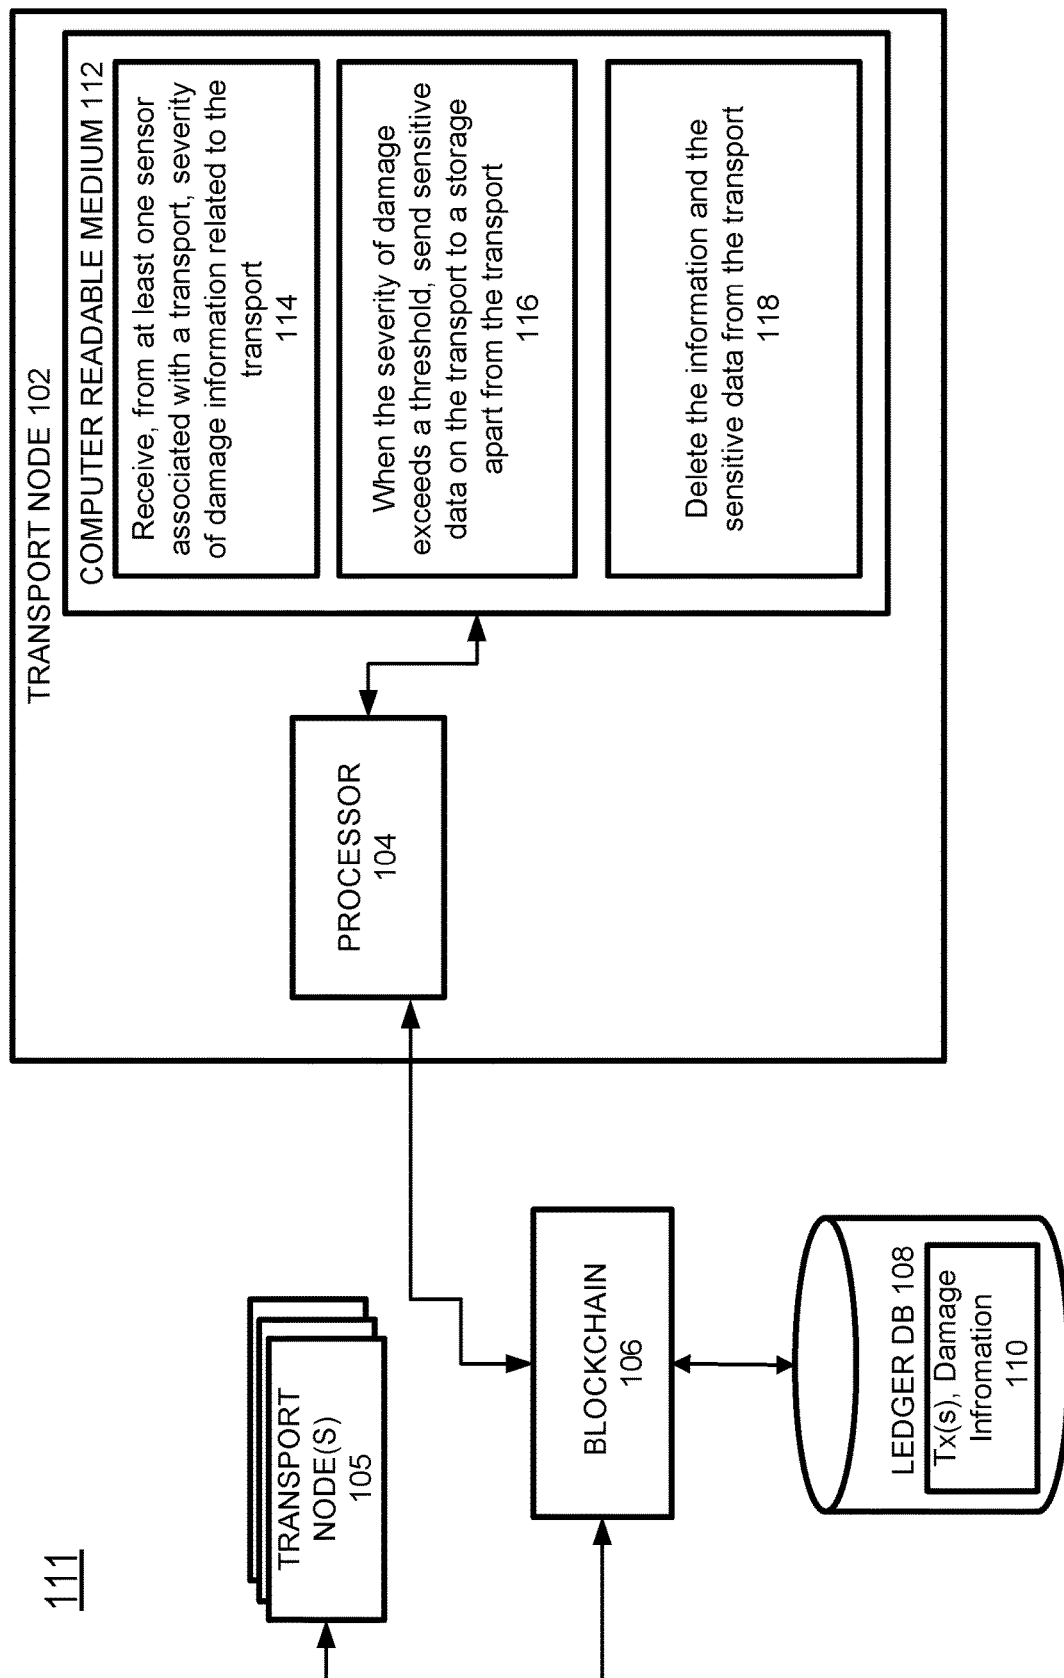 111
TRANSPORT NODE 102
COMPUTER READABLE MEDIUM 112
Receive, from at least one sensor
associated with a transport, severity
of damage information related to the
transport
114
When the severity of damage
exceeds a threshold, send sensitive
data on the transport to a storage
apart from the transport
116
Delete the information and the
sensitive data from the transport
118
PROCESSOR
104
TRANSPORT
NODE(S)
105
BLOCKCHAIN
106
LEDGER DB 108
Tx(s), Damage
Infromation
110